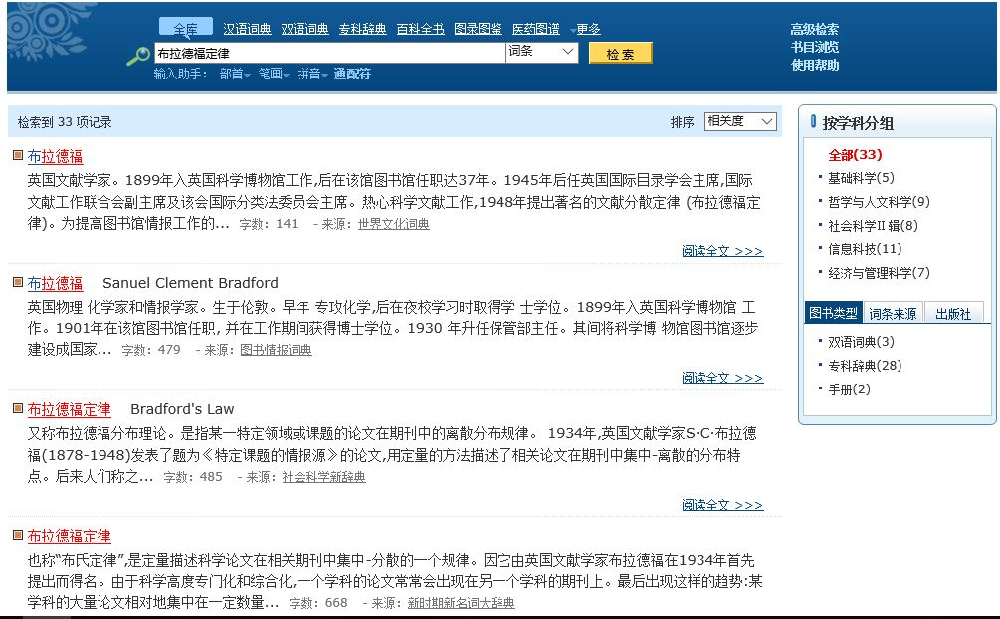 全库 汉语词典 双语词典 专科辞典 百科全书 图录图鉴 医药图谱 更多
布拉德福定律 词条 检 索
输入助手： 部首 笔画 拼音 通配符
高级检索
书目浏览
使用帮助
检索到 33 项记录 排序 相关度
布拉德福
英国文献学家。1899年入英国科学博物馆工作,后在该馆图书馆任职达37年。1945年后任英国国际目录学会主席,国际
文献工作联合会副主席及该会国际分类法委员会主席。热心科学文献工作,1948年提出著名的文献分散定律 (布拉德福定
律)。为提高图书馆情报工作的... 字数：141 - 来源：世界文化词典
阅读全文 >>>
布拉德福 Sanuel Clement Bradford
英国物理 化学家和情报学家。生于伦敦。早年 专攻化学,后在夜校学习时取得学 士学位。1899年入英国科学博物馆 工
作。1901年在该馆图书馆任职, 并在工作期间获得博士学位。1930 年升任保管部主任。其间将科学博 物馆图书馆逐步
建设成国家... 字数：479 - 来源：图书情报词典
阅读全文 >>>
布拉德福定律 Bradford's Law
又称布拉德福分布理论。是指某一特定领域或课题的论文在期刊中的离散分布规律。 1934年,英国文献学家S·C·布拉德
福(1878-1948)发表了题为《特定课题的情报源》的论文,用定量的方法描述了相关论文在期刊中集中-离散的分布特
点。后来人们称之... 字数：485 - 来源：社会科学新辞典
阅读全文 >>>
布拉德福定律
也称“布氏定律”,是定量描述科学论文在相关期刊中集中-分散的一个规律。因它由英国文献学家布拉德福在1934年首先
提出而得名。由于科学高度专门化和综合化,一个学科的论文常常会出现在另一个学科的期刊上。最后出现这样的趋势:某
学科的大量论文相对地集中在一定数量... 字数：668 - 来源：新时期新名词大辞典
按学科分组
全部(33)
基础科学(5)
哲学与人文科学(9)
社会科学II 辑(8)
信息科技(11)
经济与管理科学(7)
图书类型 词条来源 出版社
双语词典(3)
专科辞典(28)
手册(2)